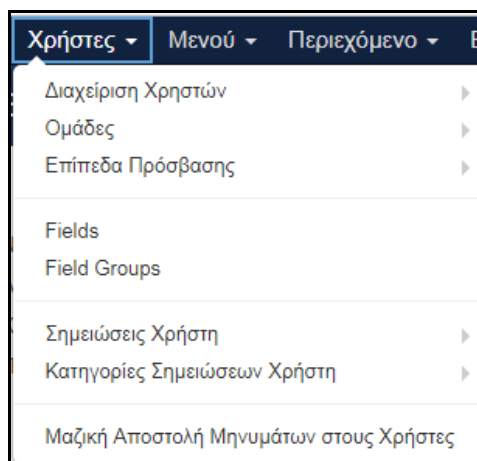 Χρήστες Μενού Περιεχόμενο
Διαχείριση Χρηστών
Ομάδες
Επίπεδα Πρόσβασης
Fields
Field Groups
Σημειώσεις Χρήστη
Κατηγορίες Σημειώσεων Χρήστη
Μαζική Αποστολή Μηνυμάτων στους Χρήστες